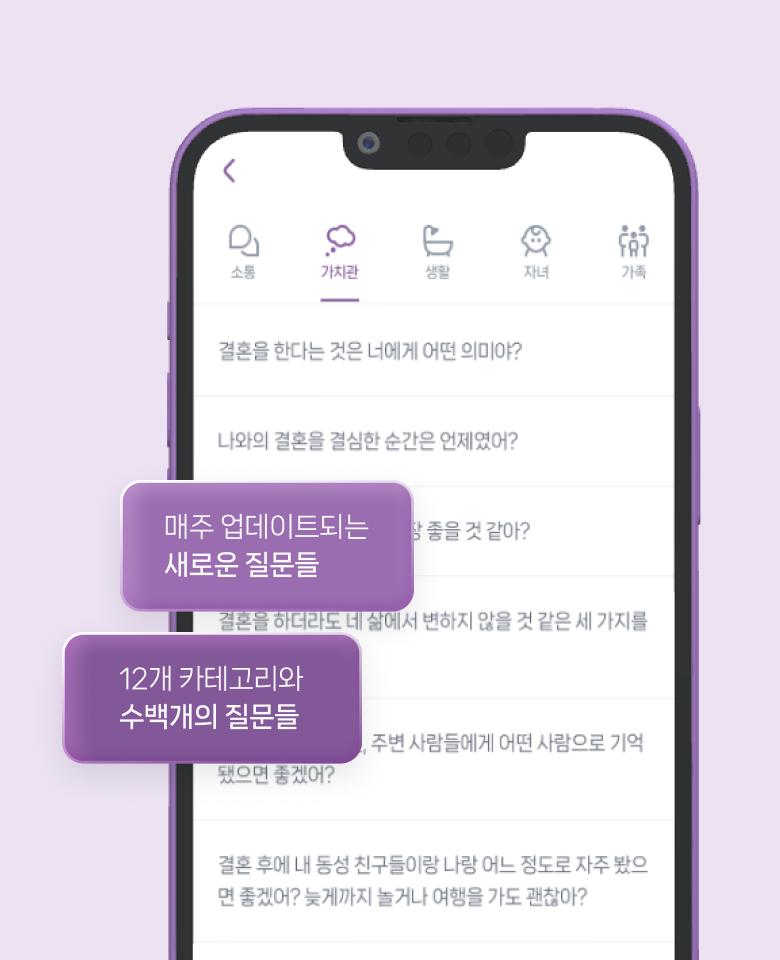 소통
가치관
생활
자녀
가족
결혼을 한다는 것은 너에게 어떤 의미야?
나와의 결혼을 결심한 순간은 언제였어?
좋을 것 같아?
매주 업데이트되는
새로운 질문들
결혼을 하더라도 네 삶에서 변하지 않을 것 같은 세 가지를
12개 카테고리와
수백개의 질문들
, 주변 사람들에게 어떤 사람으로 기억
됐으면 좋겠어?
결혼 후에 내 동성 친구들이랑 나랑 어느 정도로 자주 봤으
면 좋겠어? 늦게까지 놀거나 여행을 가도 괜찮아?